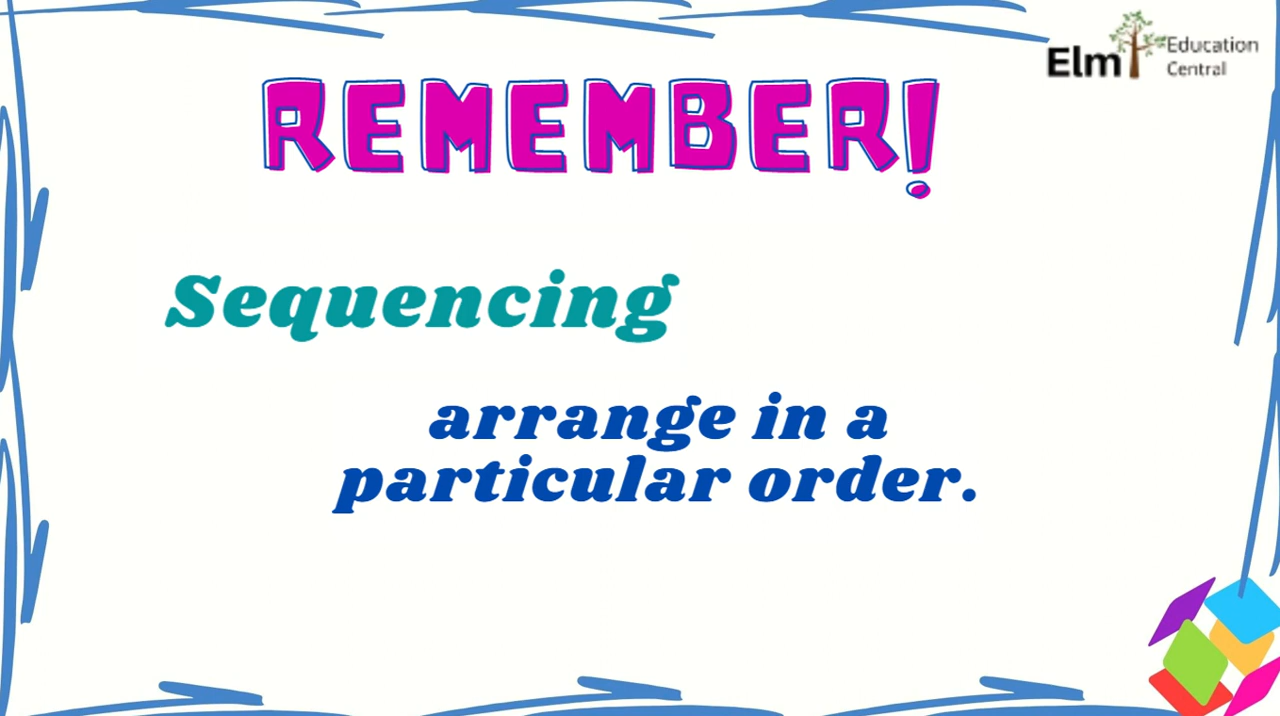 Elm Education
Central
REMEMBER!
Sequencing
arrange in a
particular order.